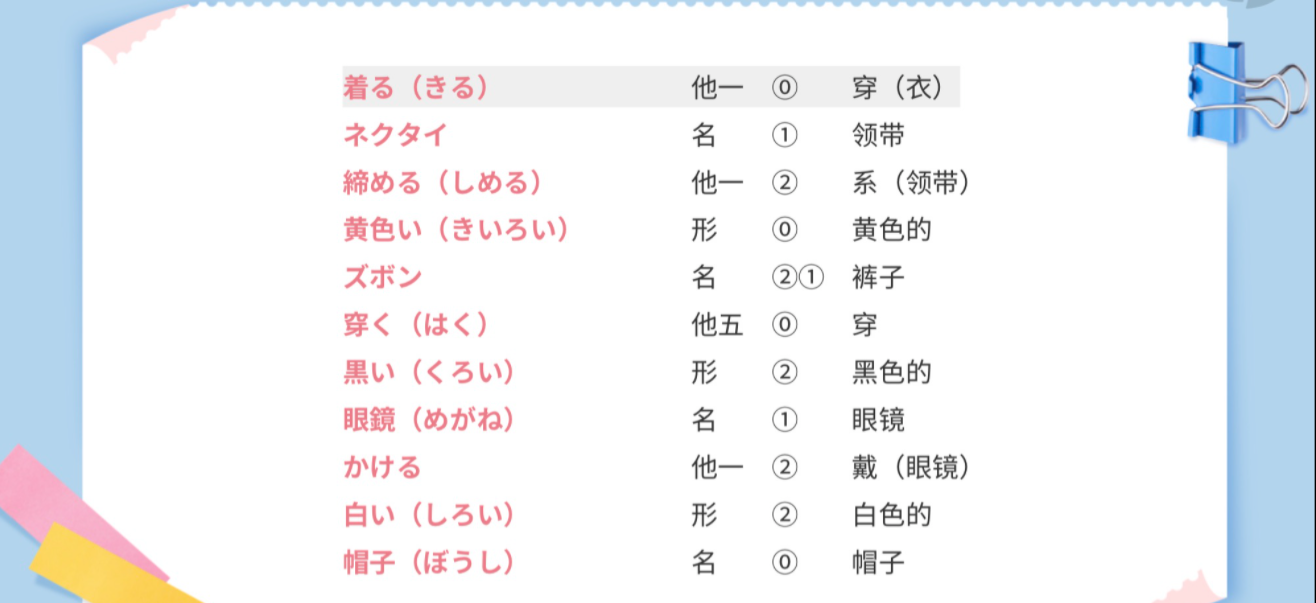 着る（きる） 他一 ⓪ 穿（衣）
ネクタイ 名 ① 领带
締める（しめる） 他一 ② 系（领带）
黄色い（きいろい） 形 ⓪ 黄色的
ズボン 名 ②① 裤子
穿く（はく） 他五 ⓪ 穿
黒い（くろい） 形 ② 黑色的
眼鏡（めがね） 名 ① 眼镜
かける 他一 ② 戴（眼镜）
白い（しろい） 形 ② 白色的
帽子（ぼうし） 名 ⓪ 帽子